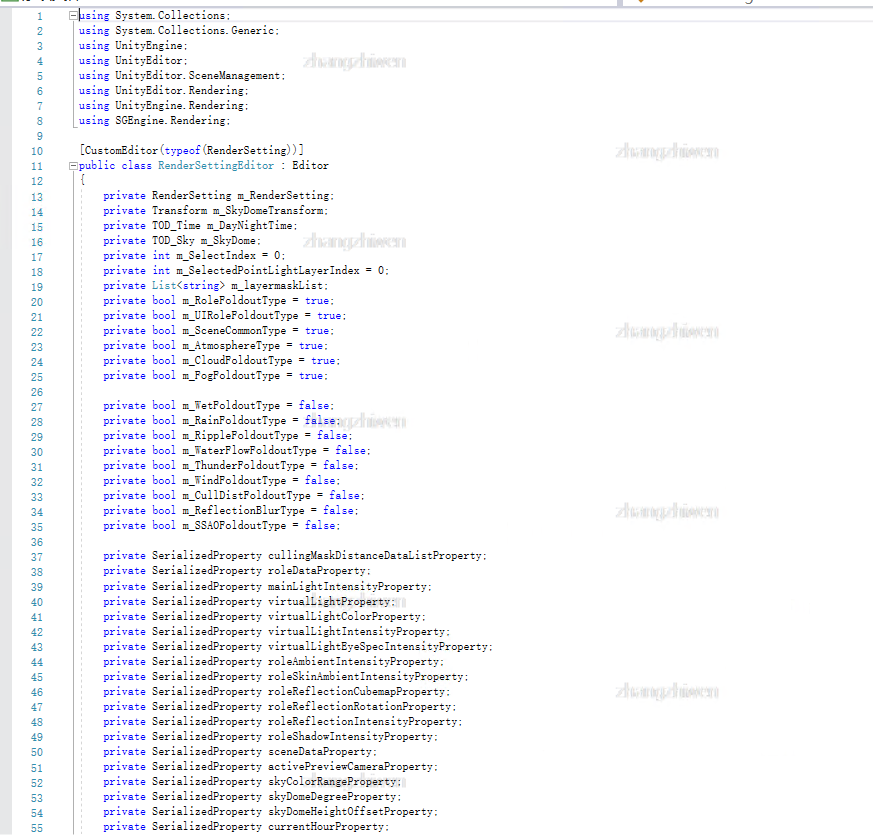 1 using System.Collections;
2 using System.Collections.Generic;
3 using UnityEngine;
4 using UnityEditor;
5 using UnityEditor.SceneManagement;
6 using UnityEditor.Rendering;
7 using UnityEngine.Rendering;
8 using SGEngine.Rendering;
9
10 [CustomEditor(typeof(RenderSetting))]
11 public class RenderSettingEditor : Editor
12 {
13 private RenderSetting m_RenderSetting;
14 private Transform m_SkyDomeTransform;
15 private TOD_Time m_DayNightTime;
16 private TOD_Sky m_SkyDome;
17 private int m_SelectIndex = 0;
18 private int m_SelectedPointLightLayerIndex = 0;
19 private List<string> m_layermaskList;
20 private bool m_RoleFoldoutType = true;
21 private bool m_UIRoleFoldoutType = true;
22 private bool m_SceneCommonType = true;
23 private bool m_AtmosphereType = true;
24 private bool m_CloudFoldoutType = true;
25 private bool m_FogFoldoutType = true;
26
27 private bool m_WetFoldoutType = false;
28 private bool m_RainFoldoutType = false;
29 private bool m_RippleFoldoutType = false;
30 private bool m_WaterFlowFoldoutType = false;
31 private bool m_ThunderFoldoutType = false;
32 private bool m_WindFoldoutType = false;
33 private bool m_CullDistFoldoutType = false;
34 private bool m_ReflectionBlurType = false;
35 private bool m_SSAOFoldoutType = false;
36
37 private SerializedProperty cullingMaskDistanceDataListProperty;
38 private SerializedProperty roleDataProperty;
39 private SerializedProperty mainLightIntensityProperty;
40 private SerializedProperty virtualLightProperty;
41 private SerializedProperty virtualLightColorProperty;
42 private SerializedProperty virtualLightIntensityProperty;
43 private SerializedProperty virtualLightEyeSpecIntensityProperty;
44 private SerializedProperty roleAmbientIntensityProperty;
45 private SerializedProperty roleSkinAmbientIntensityProperty;
46 private SerializedProperty roleReflectionCubemapProperty;
47 private SerializedProperty roleReflectionRotationProperty;
48 private SerializedProperty roleReflectionIntensityProperty;
49 private SerializedProperty roleShadowIntensityProperty;
50 private SerializedProperty sceneDataProperty;
51 private SerializedProperty activePreviewCameraProperty;
52 private SerializedProperty skyColorRangeProperty;
53 private SerializedProperty skyDomeDegreeProperty;
54 private SerializedProperty skyDomeHeightOffsetProperty;
55 private SerializedProperty currentHourProperty;
zhangzhiwen
zhangzhiwen
zhangzhiwen
zhangzhiwen
zhangzhiwen
zhangzhiwen
zhangzhiwen